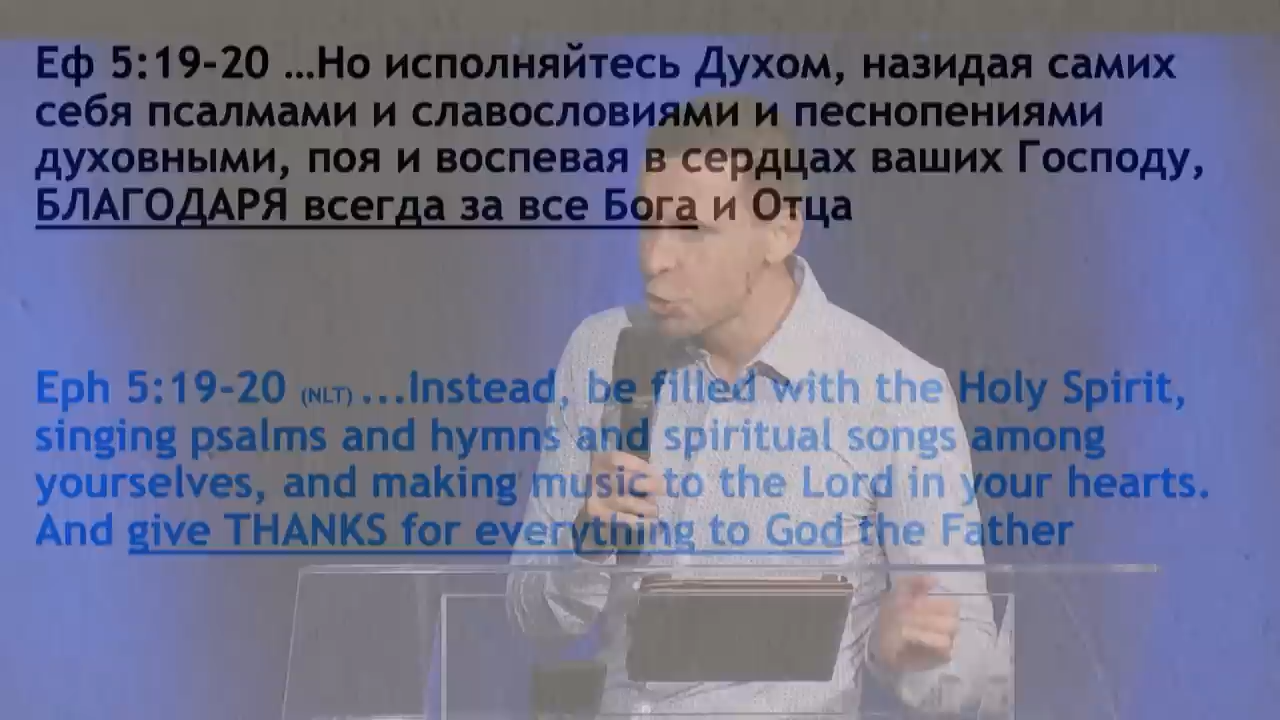 Еф 5:19-20 …Но исполняйтесь Духом, назидая самих
себя псалмами и славословиями и песнопениями
духовными, поя и воспевая в сердцах ваших Господу,
БЛАГОДАРЯ всегда за все Бога и Отца
Eph 5:19-20 (NLT) ...Instead, be filled with the Holy Spirit,
singing psalms and hymns and spiritual songs among
yourselves, and making music to the Lord in your hearts.
And give THANKS for everything to God the Father